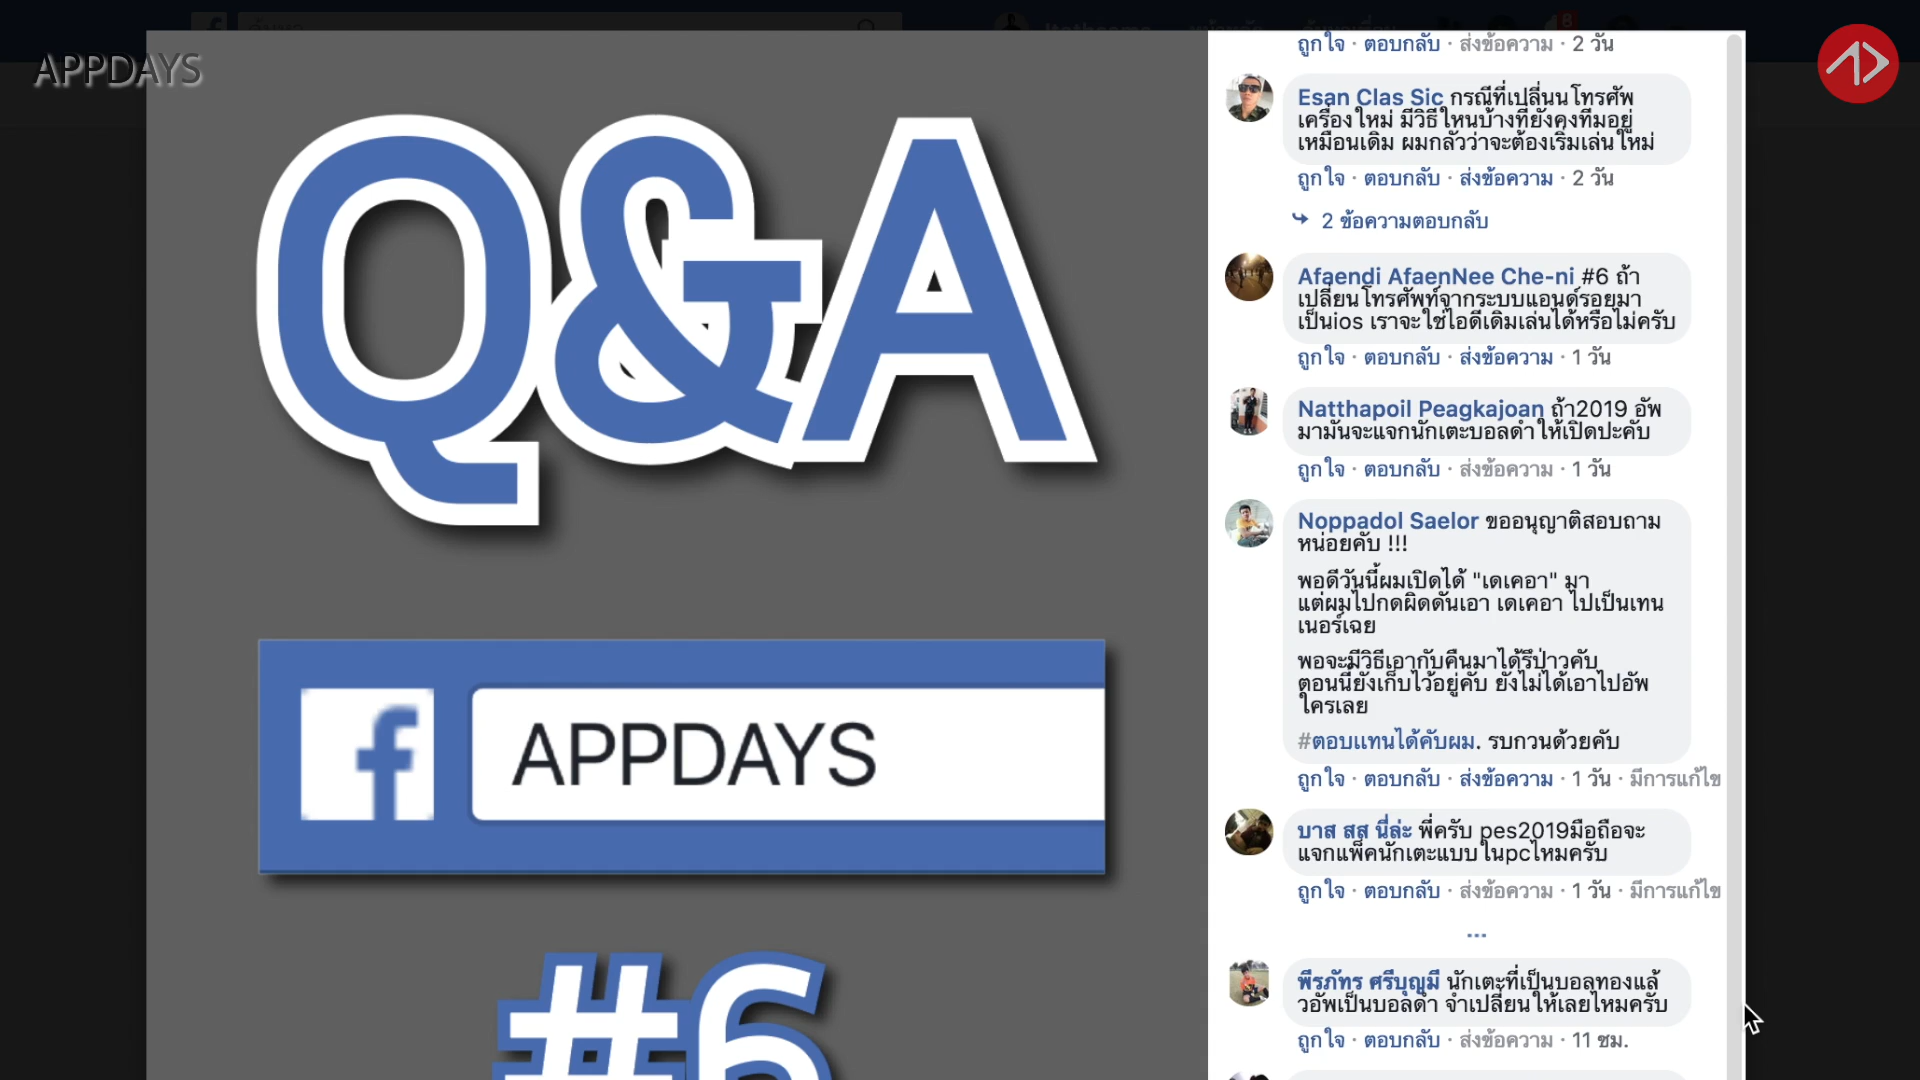 APPDAYS
8
Q&A
APPDAYS
#6
ถูกใจ · ตอบกลับ · ส่งข้อความ · 2 วัน
Esan Clas Sic กรณีที่เปลี่นนโทรศัพ
เครื่องใหม่ มีวิธีใหนบ้างที่ยังคงทีมอยู่
เหมือนเดิม ผมกลัวว่าจะต้องเริ่มเล่นใหม่
ถูกใจ · ตอบกลับ · ส่งข้อความ · 2 วัน
2 ข้อความตอบกลับ
Afaendi AfaenNee Che-ni #6 ถ้า
เปลี่ยนโทรศัพท์จากระบบแอนด์รอยมา
เป็นios เราจะใช่ไอดีเดิมเล่นได้หรือไม่ครับ
ถูกใจ · ตอบกลับ · ส่งข้อความ · 1 วัน
Natthapoil Peagkajoan ถ้า2019 อัพ
มามันจะแจกนักเตะบอลดำให้เปิดปะคับ
ถูกใจ · ตอบกลับ · ส่งข้อความ · 1 วัน
Noppadol Saelor ขออนุญาติสอบถาม
หน่อยคับ !!!
พอดีวันนี้ผมเปิดได้ "เดเคอา" มา
แต่ผมไปกดผิดดันเอา เดเคอา ไปเป็นเทน
เนอร์เฉย
พอจะมีวิธีเอากับคืนมาได้รึป่าวคับ
ตอนนี้ยังเก็บไว้อยู่คับ ยังไม่ได้เอาไปอัพ
ใครเลย
#ตอบแทนได้คับผม. รบกวนด้วยคับ
ถูกใจ · ตอบกลับ · ส่งข้อความ · 1 วัน · มีการแก้ไข
บาส สส นี่ล่ะ พี่ครับ pes2019มือถือจะ
แจกแพ็คนักเตะแบบในpcไหมครับ
ถูกใจ · ตอบกลับ · ส่งข้อความ · 1 วัน · มีการแก้ไข
...
พีรภัทร ศรีบุญมี นักเตะที่เป็นบอลทองแล้
วอัพเป็นบอลดำ จำเปลี่ยนให้เลยไหมครับ
ถูกใจ · ตอบกลับ · ส่งข้อความ · 11 ชม.